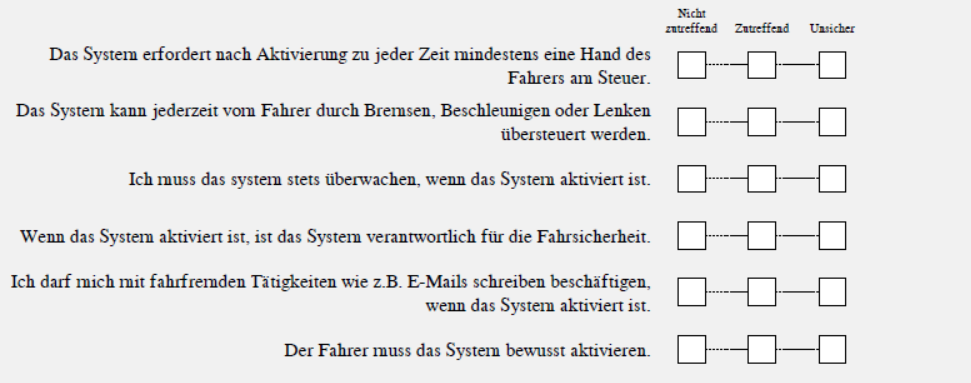 Nicht
zutreffend Zutreffend Unsicher
Das System erfordert nach Aktivierung zu jeder Zeit mindestens eine Hand des
Fahrers am Steuer.
Das System kann jederzeit vom Fahrer durch Bremsen, Beschleunigen oder Lenken
übersteuert werden.
Ich muss das system stets überwachen, wenn das System aktiviert ist.
Wenn das System aktiviert ist, ist das System verantwortlich für die Fahrsicherheit.
Ich darf mich mit fahrfremden Tätigkeiten wie z.B. E-Mails schreiben beschäftigen,
wenn das System aktiviert ist.
Der Fahrer muss das System bewusst aktivieren.